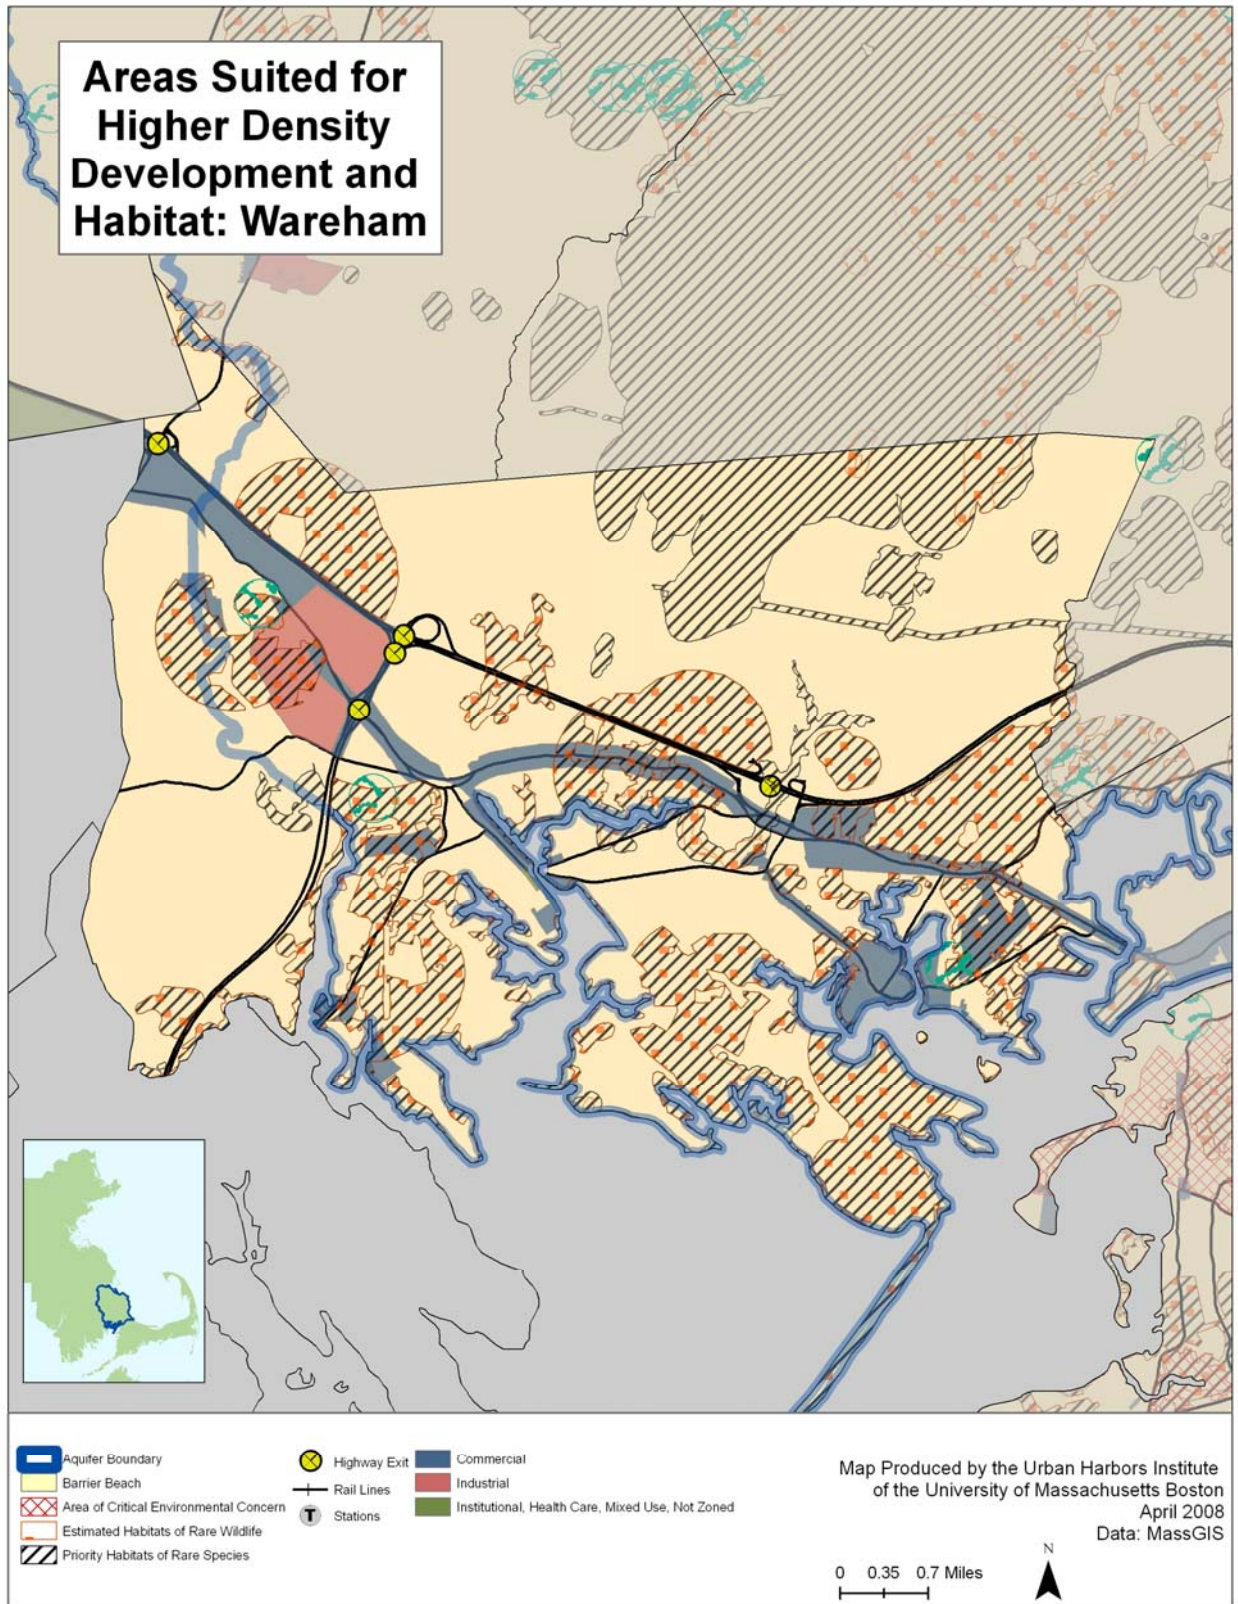 Areas Suited for
Higher Density
Development and
Habitat: Wareham
Aquifer Boundary
Barrier Beach
Area of Critical Environmental Concern
Estimated Habitats of Rare Wildlife
Priority Habitats of Rare Species
Highway Exit
Rail Lines
T Stations
Commercial
Industrial
Institutional, Health Care, Mixed Use, Not Zoned
Map Produced by the Urban Harbors Institute
of the University of Massachusetts Boston
April 2008
Data: MassGIS
N
0 0.35 0.7 Miles